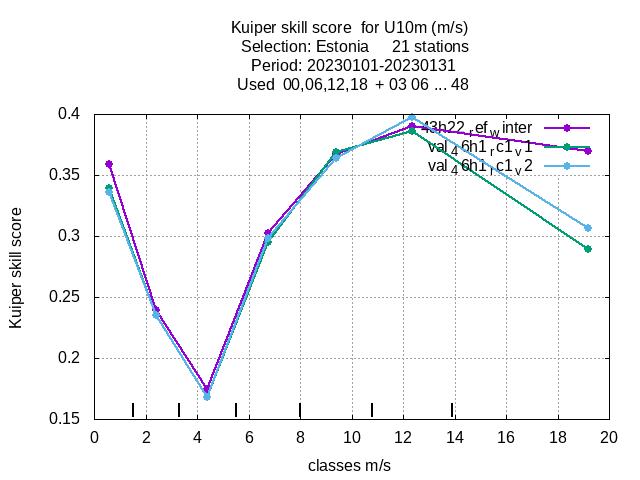 Kuiper skill score  for U10m (m/s)
Selection: Estonia     21 stations
Period: 20230101-20230131
Used  00,06,12,18  + 03 06 ... 48
43h22_ref_winter
val_46h1_rc1_v1
val_46h1_rc1_v2
0.4
0.35
0.3
0.25
0.2
0.15
Kuiper skill score
0 2 4 6 8 10 12 14 16 18 20
classes m/s